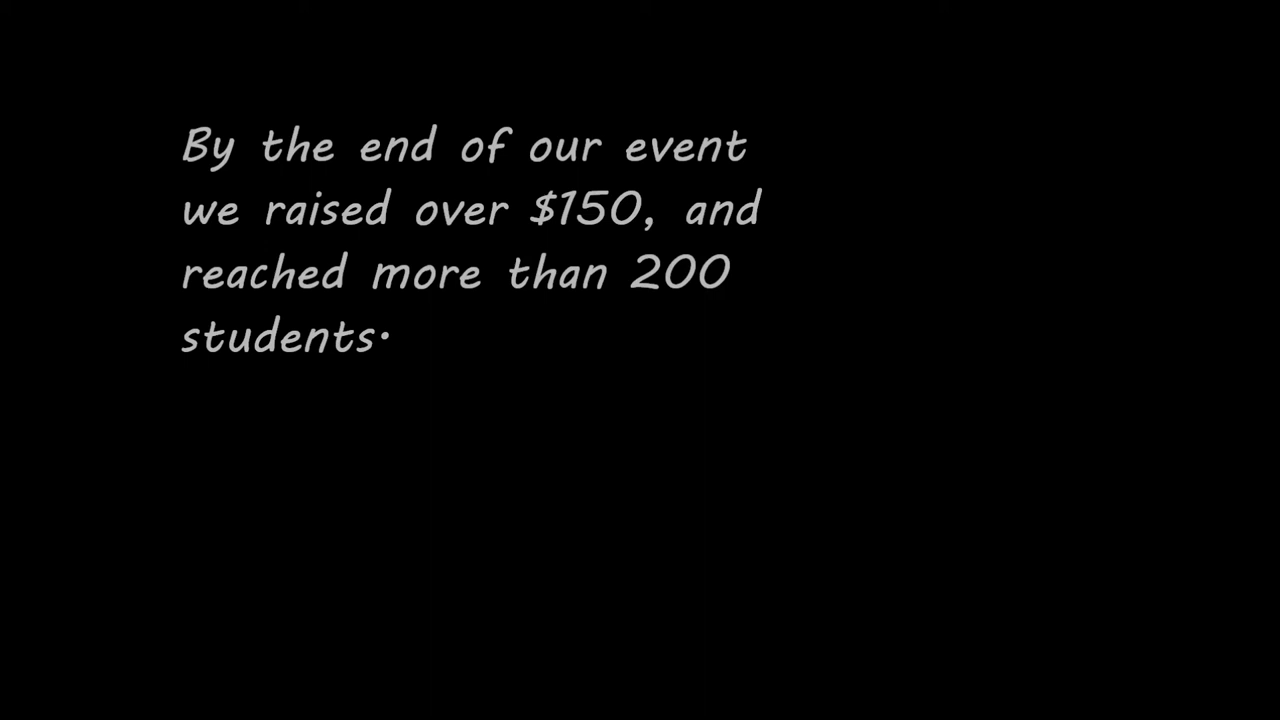 By the end of our event
we raised over $150, and
reached more than 200
students.